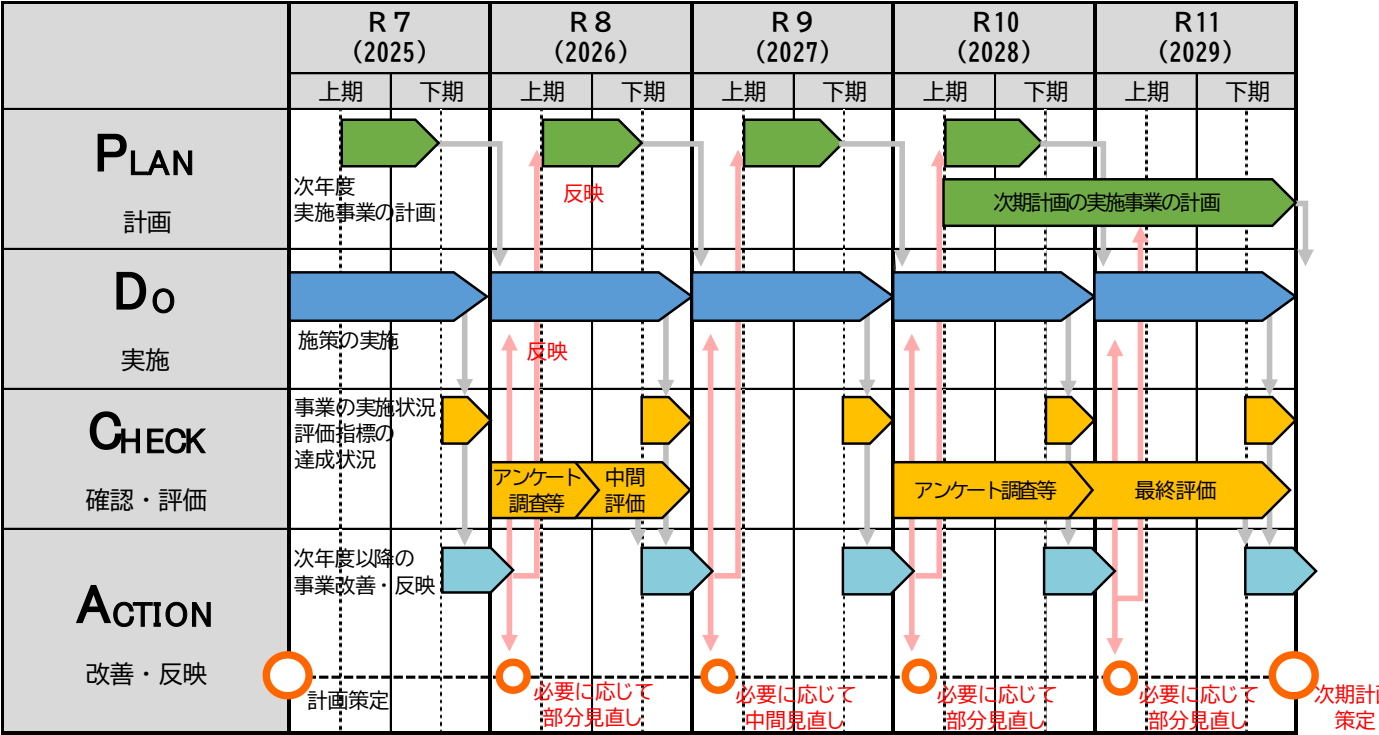 R７
(2025)
R８
(2026)
R９
(2027)
R10
(2028)
R11
(2029)
上期
下期
上期
下期
上期
下期
上期
下期
上期
下期
PLAN
計画
次年度
実施事業の計画
反映
次期計画の実施事業の計画
DO
実施
施策の実施
反映
CHECK
確認・評価
事業の実施状況
評価指標の
達成状況
アンケート
調査等
中間
評価
アンケート調査等
最終評価
ACTION
改善・反映
次年度以降の
事業改善・反映
計画策定
必要に応じて
部分見直し
必要に応じて
中間見直し
必要に応じて
部分見直し
必要に応じて
部分見直し
次期計
策定